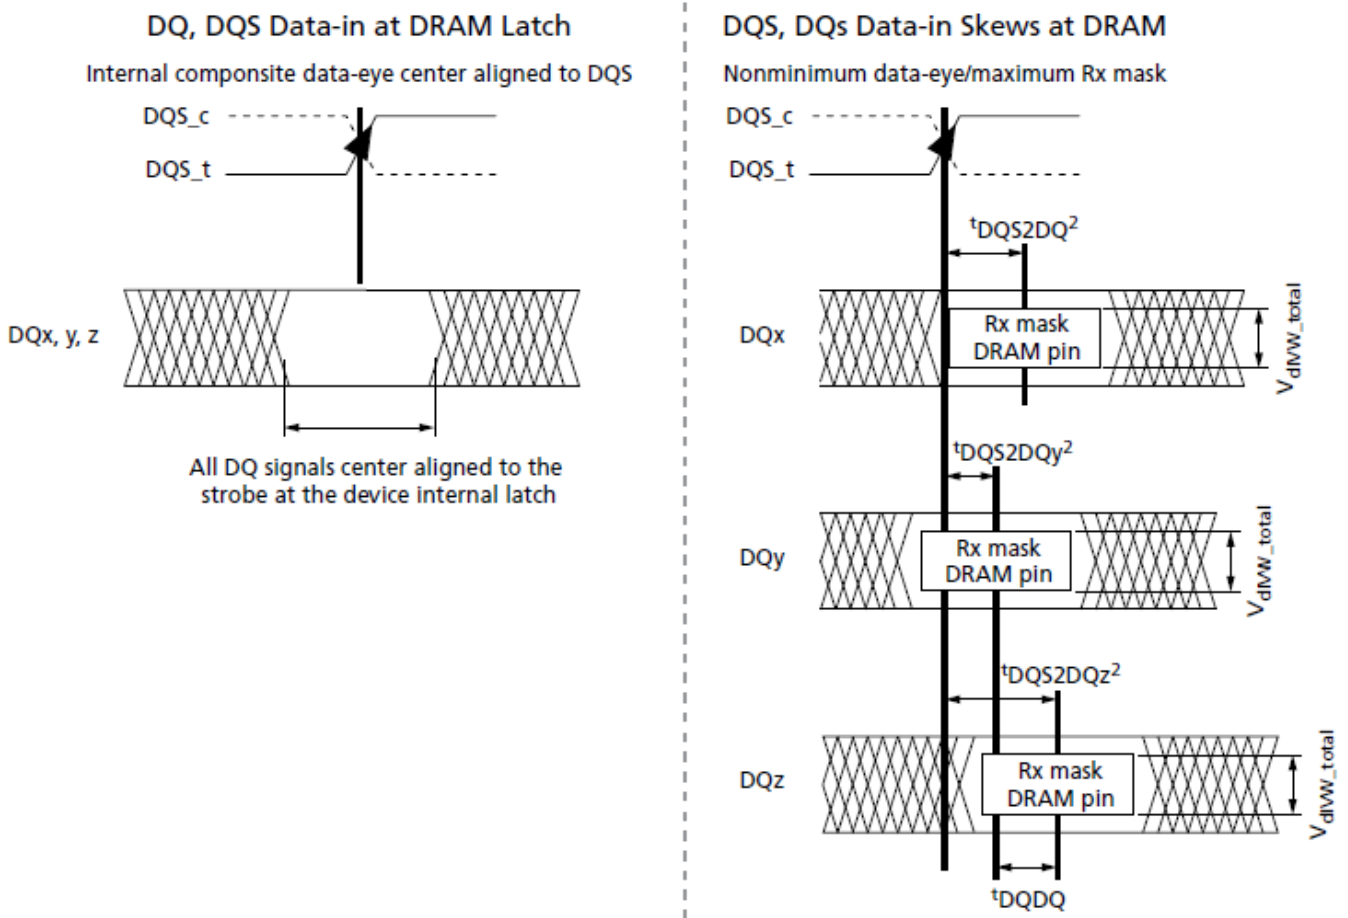 DQ, DQS Data-in at DRAM Latch
Internal componsite data-eye center aligned to DQS
DQS_c
DQS_t
DQx, y, z
All DQ signals center aligned to the
strobe at the device internal latch
DQS, DQs Data-in Skews at DRAM
Nonminimum data-eye/maximum Rx mask
DQS_c
DQS_t
tDQS2DQ2
DQx
Rx mask
DRAM pin
VdIVW_total
tDQS2DQy2
DQy
Rx mask
DRAM pin
VdIVW_total
tDQS2DQz2
DQz
Rx mask
DRAM pin
VdIVW_total
tDQDQ